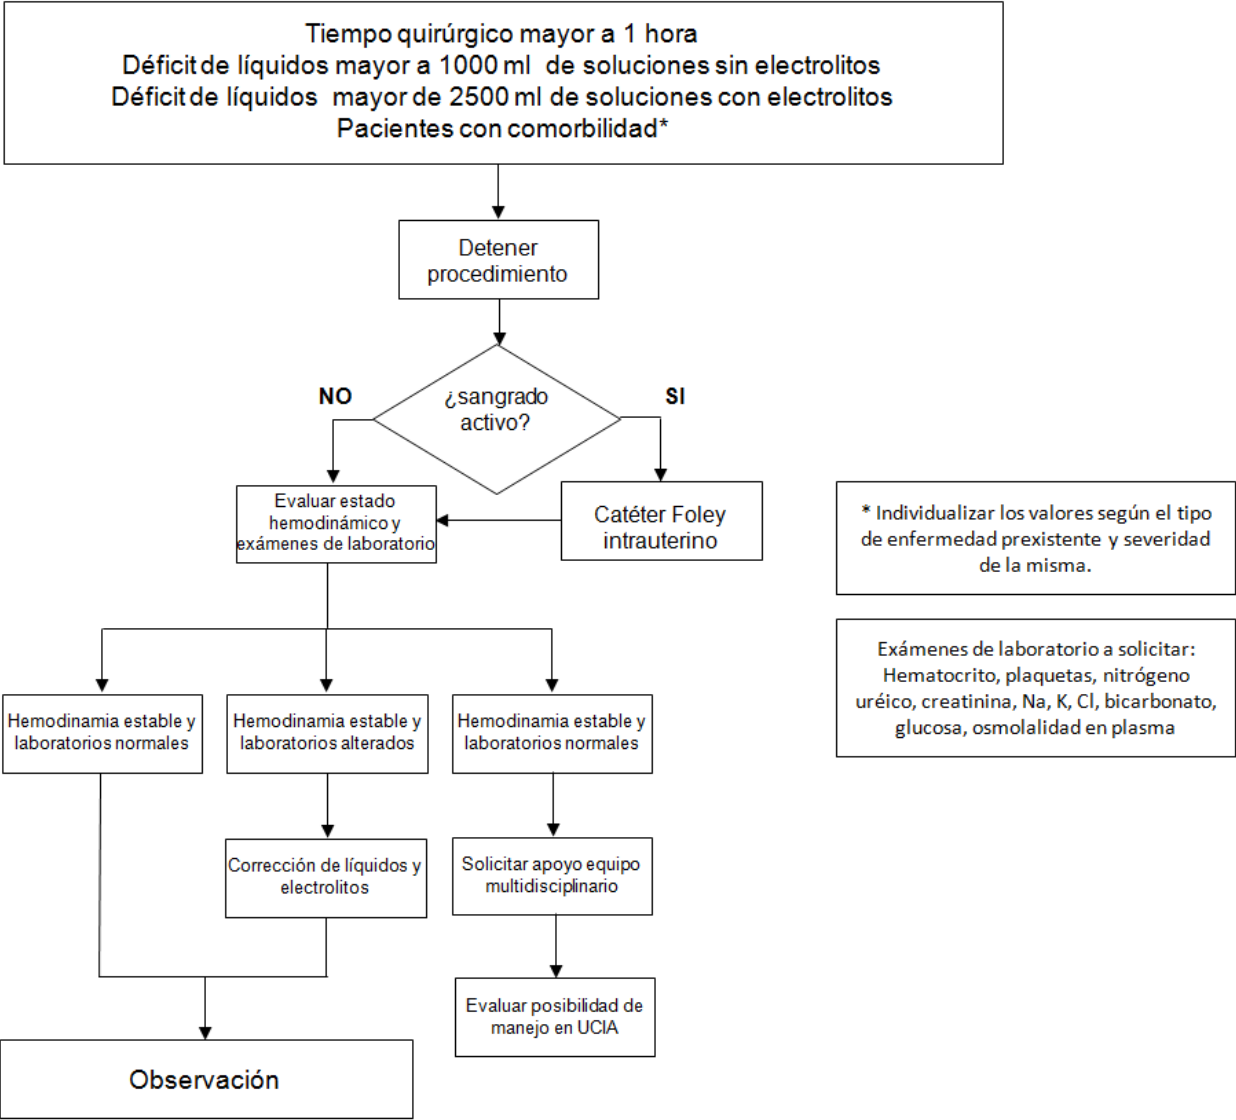 Tiempo quirúrgico mayor a 1 hora
Déficit de líquidos mayor a 1000 ml de soluciones sin electrolitos
Déficit de líquidos mayor de 2500 ml de soluciones con electrolitos
Pacientes con comorbilidad*
Detener
procedimiento
NO
¿sangrado
activo?
SI
Evaluar estado
hemodinámico y
exámenes de laboratorio
Catéter Foley
intrauterino
* Individualizar los valores según el tipo
de enfermedad prexistente y severidad
de la misma.
Exámenes de laboratorio a solicitar:
Hematocrito, plaquetas, nitrógeno
uréico, creatinina, Na, K, Cl, bicarbonato,
glucosa, osmolalidad en plasma
Hemodinamia estable y
laboratorios normales
Hemodinamia estable y
laboratorios alterados
Hemodinamia estable y
laboratorios normales
Corrección de líquidos y
electrolitos
Solicitar apoyo equipo
multidisciplinario
Evaluar posibilidad de
manejo en UCIA
Observación